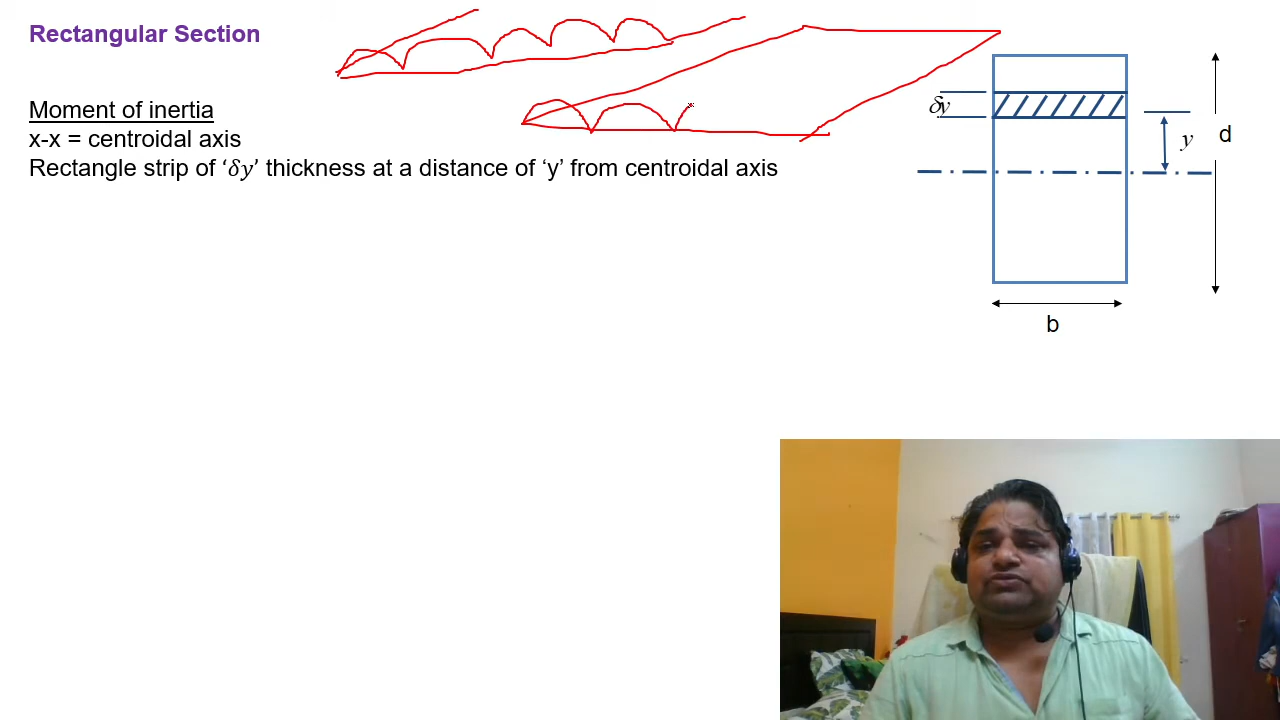 Rectangular Section
Moment of inertia
x-x = centroidal axis
Rectangle strip of ‘𝛿𝑦’ thickness at a distance of ‘y’ from centroidal axis
δy
y
d
b